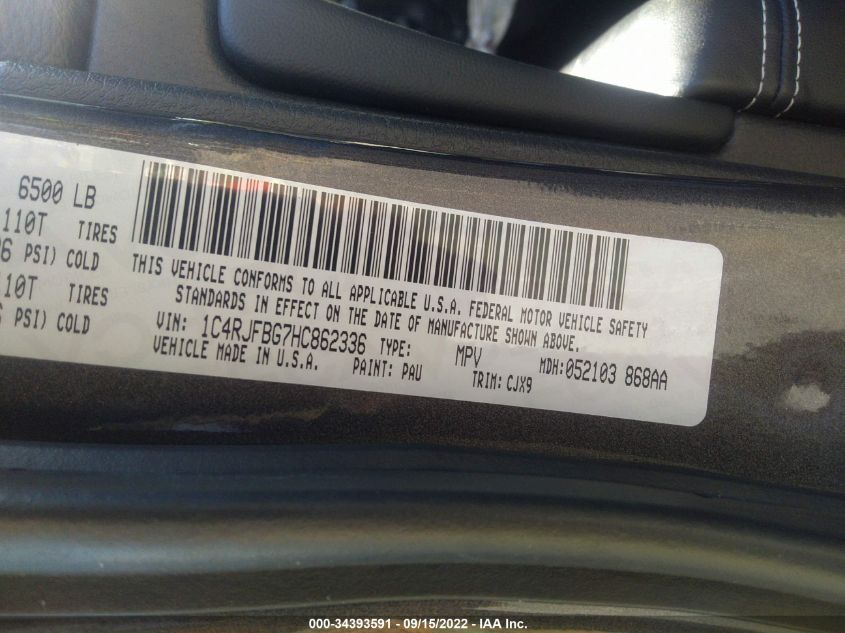 6500 LB
110T TIRES
6 PSI) COLD
10T TIRES
PSI) COLD
THIS VEHICLE CONFORMS TO ALL APPLICABLE U.S.A. FEDERAL MOTOR VEHICLE SAFETY
STANDARDS IN EFFECT ON THE DATE OF MANUFACTURE SHOWN ABOVE.
VIN: 1C4RJFBG7HC862336 TYPE: MPV MDH:052103 868AA
VEHICLE MADE IN U.S.A. PAINT: PAU TRIM: CJX9
000-34393591 - 09/15/2022 - IAA Inc.